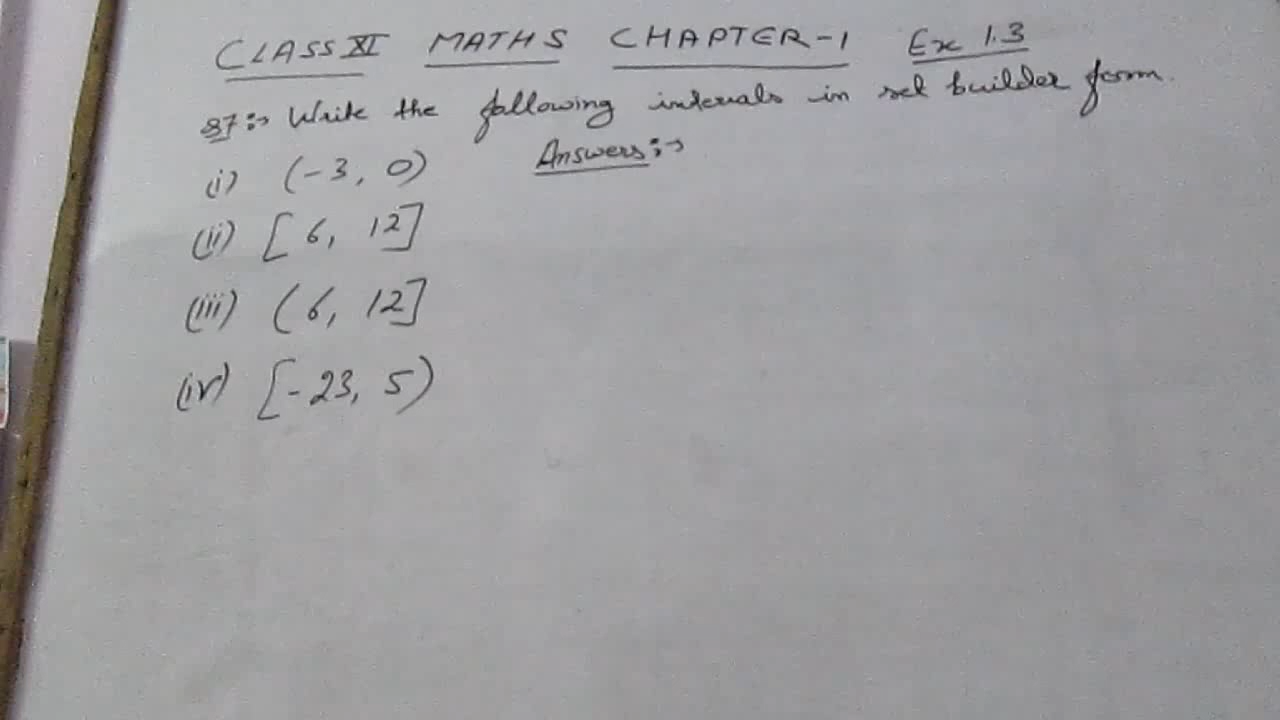 CLASS XI MATHS CHAPTER-1 Ex 1.3
Q7:-> Write the following intervals in set builder form.
(i) (-3, 0) Answers:->
(ii) [6, 12]
(iii) (6, 12]
(iv) [-23, 5)